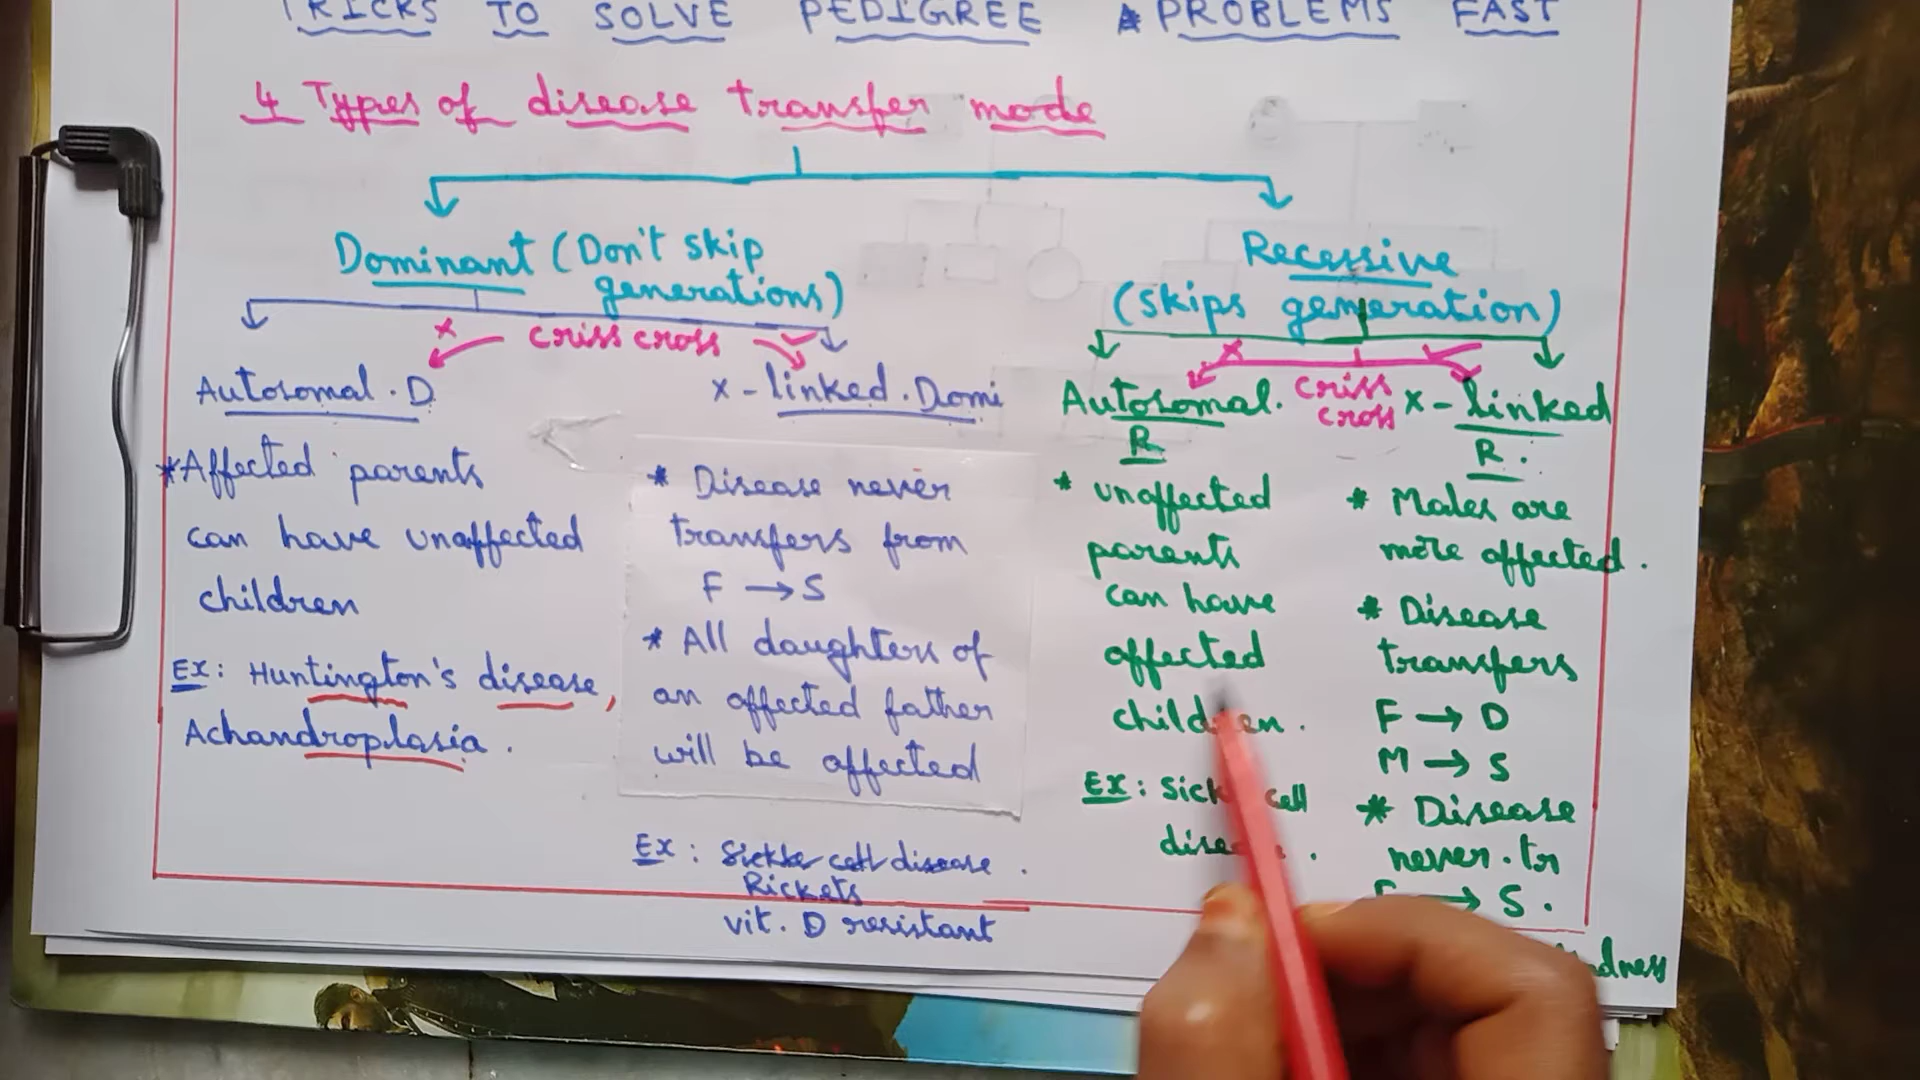 TRICKS TO SOLVE PEDIGREE PROBLEMS FAST
4 Types of disease transfer mode
Dominant (Don't skip
generations)
Recessive
(skips generation)
x criss cross
Autosomal. D
x - linked. Domi
x criss
cross
Autosomal.
R
x - linked
R.
* Affected parents
can have unaffected
children
Ex: Huntington's disease,
Achandroplasia.
* Disease never
transfers from
F → S
* All daughters of
an affected father
will be affected
Ex: Sickle cell disease.
Rickets
vit. D resistant
* unaffected
parents
can have
affected
children.
Ex: Sickle cell
* Males are
more affected.
* Disease
transfers
F → D
M → S
* Disease
never. tr
→ S.